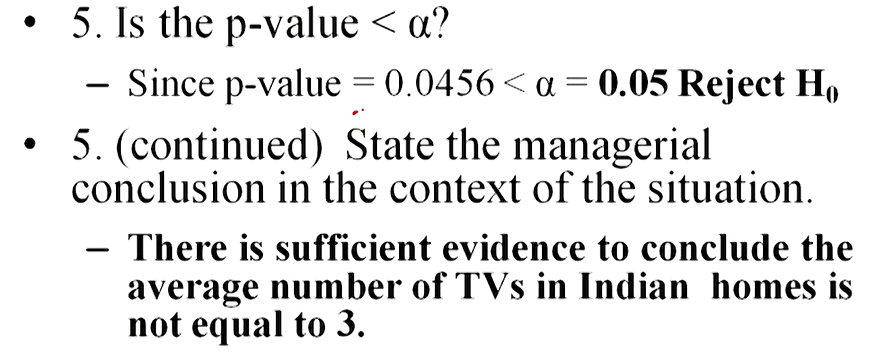 • 5. Is the p-value < α?
– Since p-value = 0.0456 < α = 0.05 Reject H₀
• 5. (continued)  State the managerial
conclusion in the context of the situation.
– There is sufficient evidence to conclude the
average number of TVs in Indian  homes is
not equal to 3.